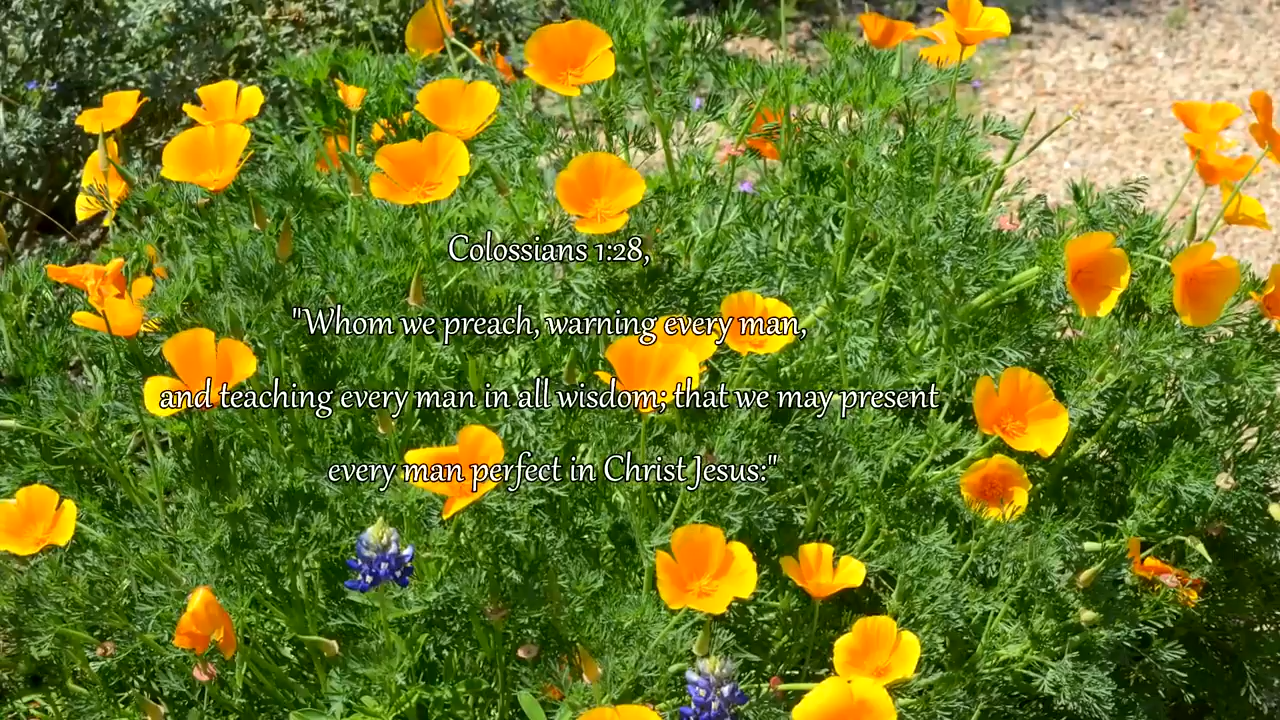 Colossians 1:28,
"Whom we preach, warning every man,
and teaching every man in all wisdom; that we may present
every man perfect in Christ Jesus:"